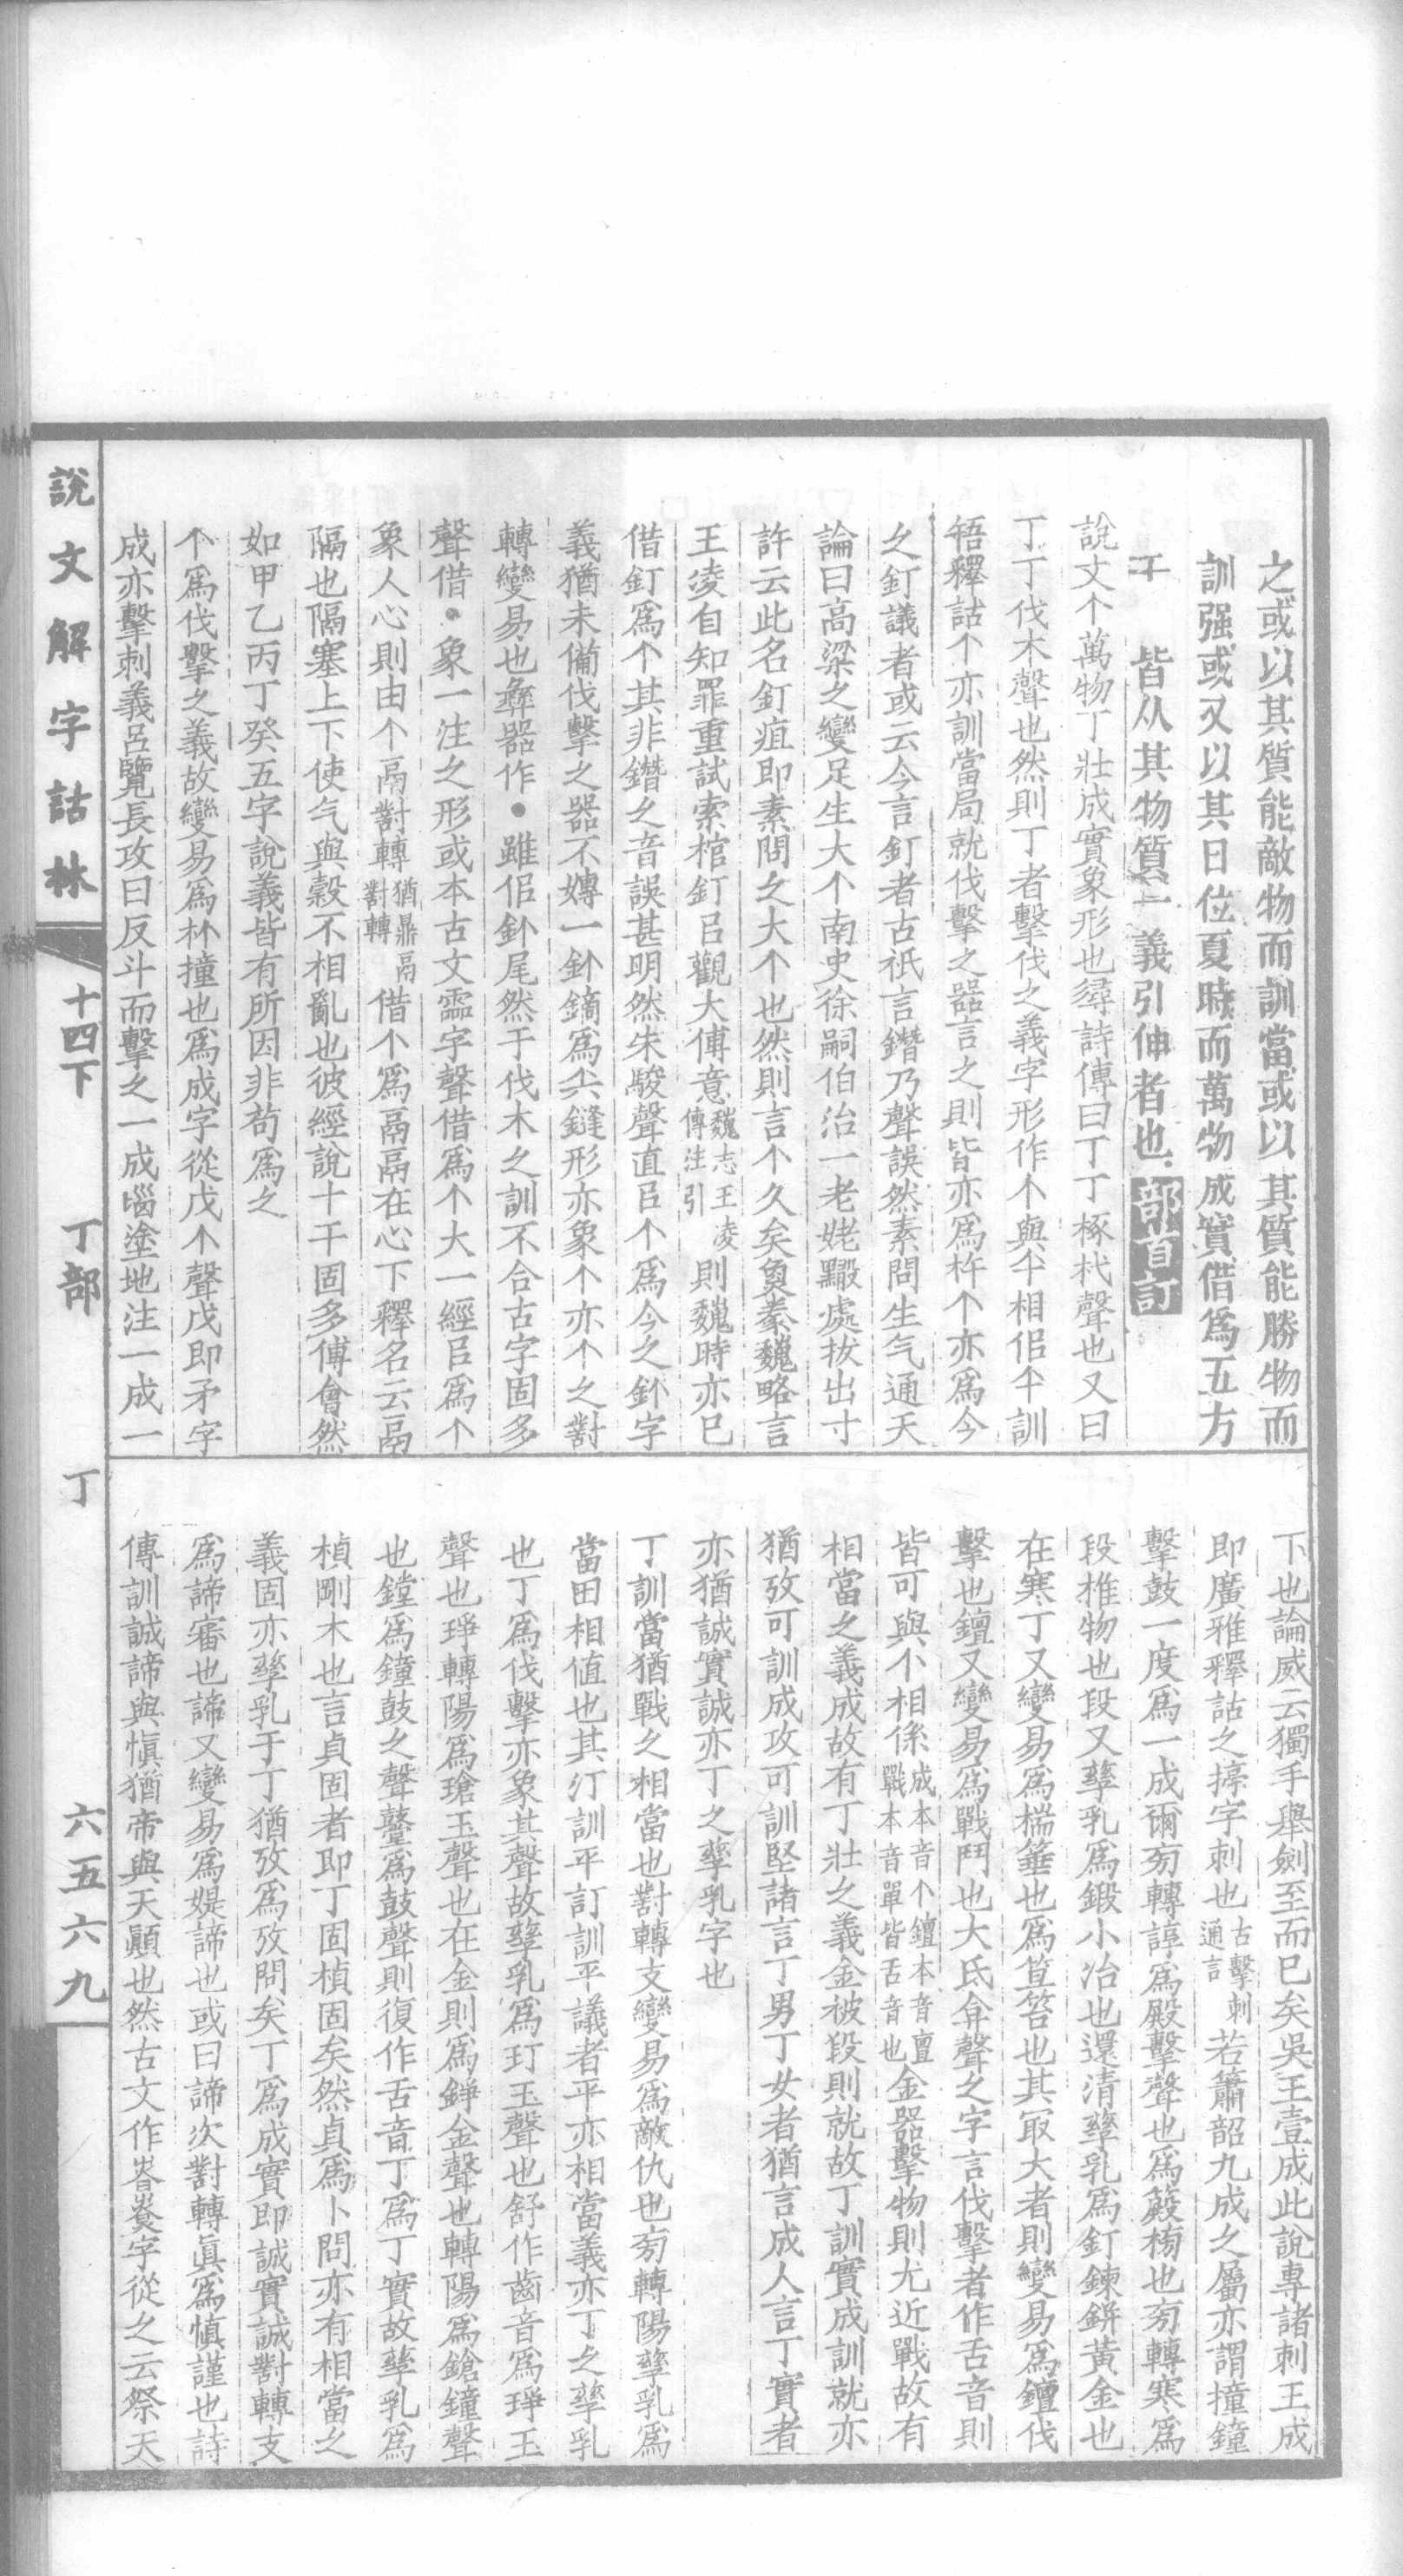 之或以其質能敵物而訓當或以其質能勝物而
訓强或又以其日位夏時而萬物成實借爲五方
干皆从其物質一義引伸者也部首訂
說文个萬物丁壯成實象形也尋詩傳曰丁丁椓杙聲也又曰
丁丁伐木聲也然則丁者擊伐之義字形作个與仐相佀仐訓
啎釋詁个亦訓當局就伐擊之器言之則皆亦爲杵个亦爲今
之釘議者或云今言釘者古祇言鐕乃聲誤然素問生气通天
論曰高梁之變足生大个南史徐嗣伯治一老姥黶處拔出寸
許云此名釘疽即素問之大个也然則言个久矣魚豢魏略言
王淩自知罪重試索棺釘㠯觀大傅意魏志王淩傳注引則魏時亦已
借釘爲个其非鐕之音誤甚明然朱駿聲直㠯个爲今之釙字
義猶未備伐擊之器不嫥一釙鏑爲㐺鏠形亦象个亦个之對
轉變易也彝器作●雖佀釙尾然于伐木之訓不合古字固多
聲借●象一注之形或本古文霝字聲借爲个大一經㠯爲个
象人心則由个鬲對轉猶鼎鬲對轉借个爲鬲鬲在心下釋名云鬲
隔也隔塞上下使气與穀不相亂也彼經說十干固多傅會然
如甲乙丙丁癸五字說義皆有所因非苟爲之
个爲伐擊之義故變易爲朾撞也爲成字從戊个聲戊即矛字
成亦擊刺義呂覽長攻曰反斗而擊之一成𡿺塗地注一成一
下也論威云獨手舉劍至而巳矣吳王壹成此說專諸刺王成
即廣雅釋詁之揨字刺也古擊刺通言若簫韶九成之屬亦謂撞鐘
擊鼓一度爲一成爾㫄轉諄爲殿擊聲也爲𥴬榜也㫄轉寒爲
段椎物也段又孳乳爲鍛小冶也還清孳乳爲釘鍊鉼黃金也
在寒丁又變易爲椯箠也爲笪笞也其冣大者則變易爲鐔伐
擊也鐔又變易爲戰鬥也大氐弇聲之字言伐擊者作舌音則
皆可與个相係成本音个鐔本音亶戰本音單皆舌音也金器擊物則尤近戰故有
相當之義成故有丁壯之義金被段則就故丁訓實成訓就亦
猶攷可訓成攻可訓堅諸言丁男丁女者猶言成人言丁實者
亦猶誠實誠亦丁之孳乳字也
丁訓當猶戰之相當也對轉支變易爲敵仇也㫄轉陽孳乳爲
當田相值也其汀訓平訂訓平議者平亦相當義亦丁之孳乳
也丁爲伐擊亦象其聲故孳乳爲玎玉聲也舒作齒音爲琤玉
聲也琤轉陽爲瑲玉聲也在金則爲錚金聲也轉陽爲鎗鐘聲
也鏜爲鐘鼓之聲鼞爲鼓聲則復作舌音丁爲丁實故孳乳爲
楨剛木也言貞固者即丁固楨固矣然貞爲卜問亦有相當之
義固亦孳乳于丁猶攷爲攷問矣丁爲成實即誠實誠對轉支
爲諦審也諦又變易爲媞諦也或曰諦次對轉眞爲愼謹也詩
傳訓誠諦與愼猶帝與天顚也然古文作昚尞字從之云祭天
說文解字詁林 十四下 丁部 丁 六五六九